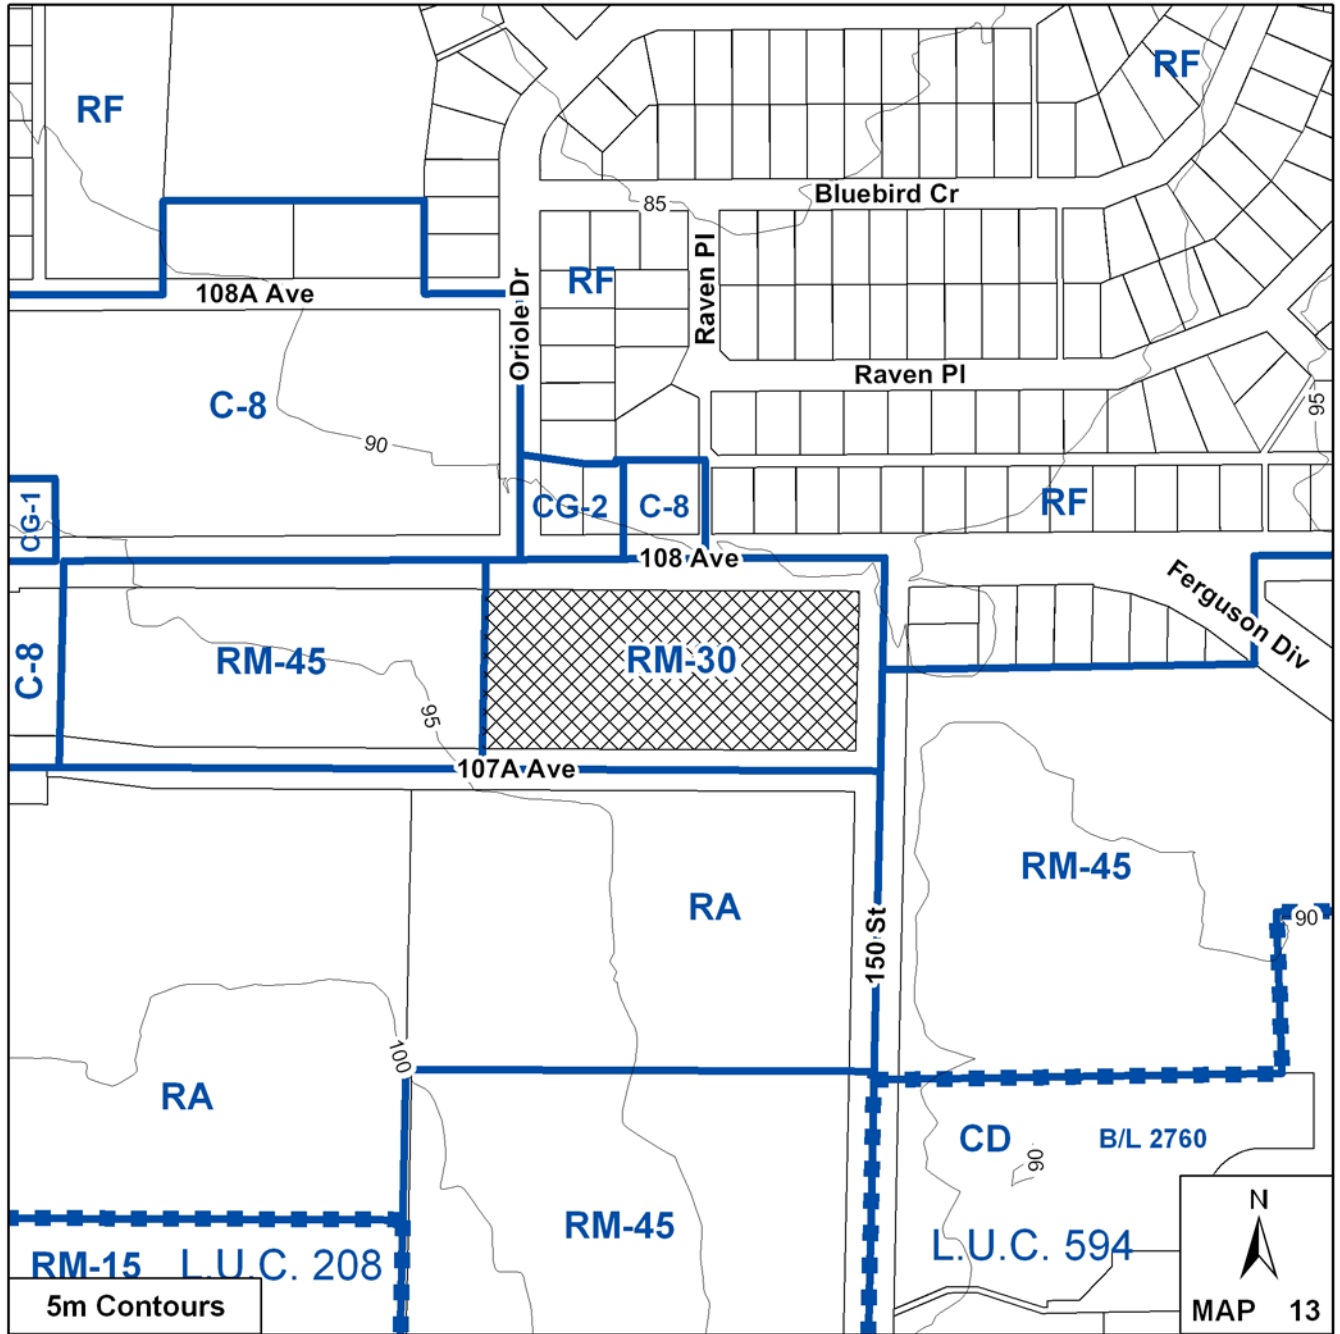 RF
RF
Bluebird Cr
85
Raven Pl
RF
108A Ave
Oriole Dr
Raven Pl
C-8
90
95
CG-1
CG-2
C-8
RF
108 Ave
Ferguson Div
C-8
RM-45
RM-30
95
107A Ave
RM-45
RA
150 St
90
100
RA
CD
B/L 2760
90
RM-45
L.U.C. 594
RM-15 L.U.C. 208
N
5m Contours
MAP 13